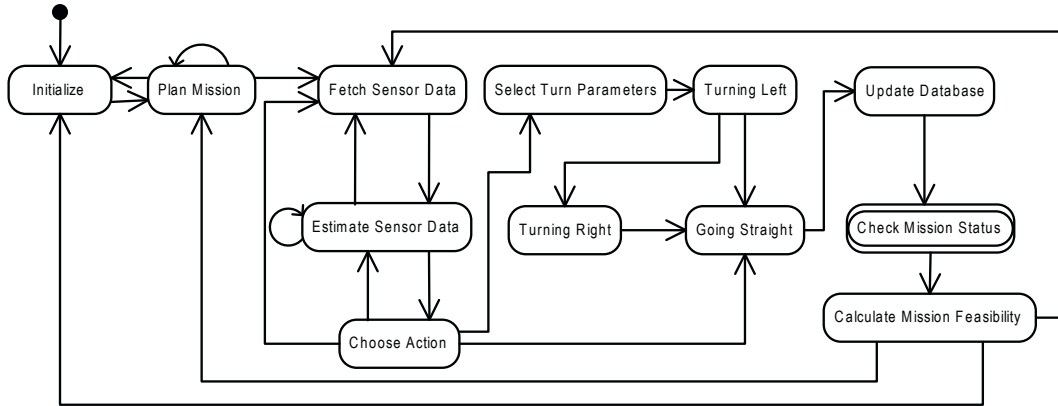 Initialize
Plan Mission
Fetch Sensor Data
Select Turn Parameters
Turning Left
Update Database
Estimate Sensor Data
Turning Right
Going Straight
Check Mission Status
Choose Action
Calculate Mission Feasibility